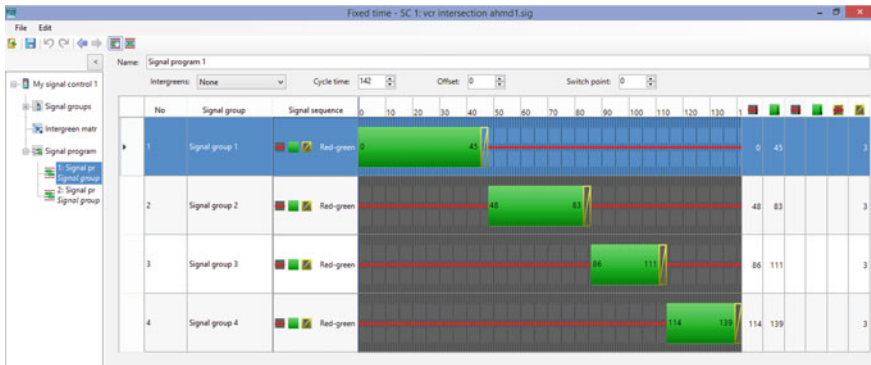 Fixed time - SC 1: vcr intersection ahmd1.sig
File Edit
Name: Signal program 1
My signal control 1
Signal groups
Intergreen matr
Signal program
1: Signal pr
Signal group
2: Signal pr
Signal group
Intergreens: None Cycle time: 142 Offset: 0 Switch point: 0
No Signal group Signal sequence 0 10 20 30 40 50 60 70 80 90 100 110 120 130 1
1 Signal group 1 Red-green 0 45 0 45 3
2 Signal group 2 Red-green 48 83 48 83 3
3 Signal group 3 Red-green 86 111 86 111 3
4 Signal group 4 Red-green 114 139 114 139 3